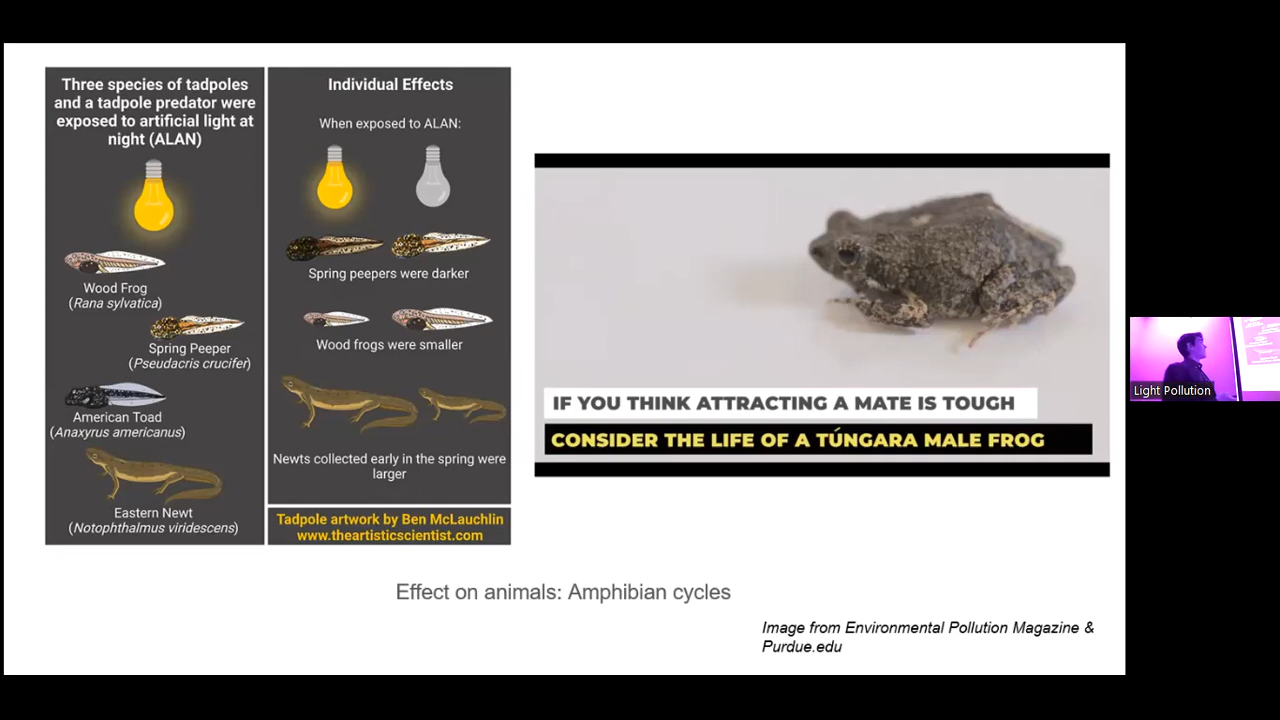 Three species of tadpoles
and a tadpole predator were
exposed to artificial light at
night (ALAN)
Wood Frog
(Rana sylvatica)
Spring Peeper
(Pseudacris crucifer)
American Toad
(Anaxyrus americanus)
Eastern Newt
(Notophthalmus viridescens)
Individual Effects
When exposed to ALAN:
Spring peepers were darker
Wood frogs were smaller
Newts collected early in the spring were
larger
Tadpole artwork by Ben McLauchlin
www.theartisticscientist.com
IF YOU THINK ATTRACTING A MATE IS TOUGH
CONSIDER THE LIFE OF A TÚNGARA MALE FROG
Effect on animals: Amphibian cycles
Image from Environmental Pollution Magazine &
Purdue.edu
Light Pollution